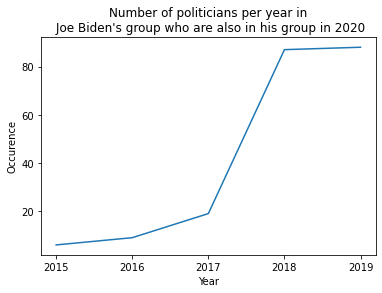 Number of politicians per year in
Joe Biden's group who are also in his group in 2020
Occurence
80
60
40
20
2015
2016
2017
2018
2019
Year